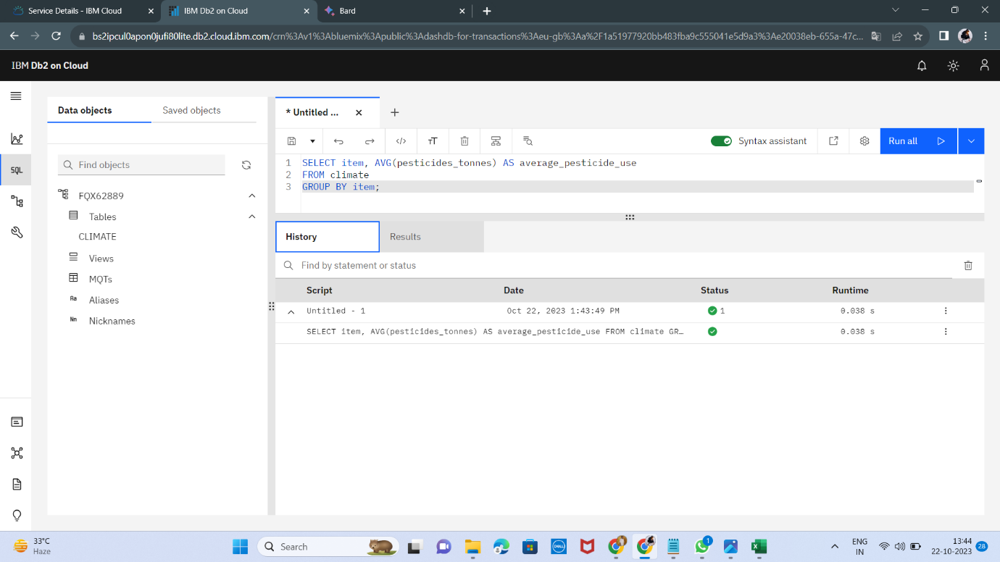 Service Details - IBM Cloud
IBM Db2 on Cloud
Bard
bs2ipcul0apon0jufi80lite.db2.cloud.ibm.com/crn%3Av1%3Abluemix%3Apublic%3Adashdb-for-transactions%3Aeu-gb%3Aa%2F1a51977920bb483fba9c555041e5d9a3%3Ae20038eb-655a-47c...
IBM Db2 on Cloud
Data objects
Saved objects
* Untitled ...
SQL
Find objects
Syntax assistant
Run all
1 SELECT item, AVG(pesticides_tonnes) AS average_pesticide_use
2 FROM climate
3 GROUP BY item;
FQX62889
Tables
CLIMATE
Views
MQTs
Aa Aliases
Nn Nicknames
History
Results
Find by statement or status
Script Date Status Runtime
Untitled - 1 Oct 22, 2023 1:43:49 PM 1 0.038 s
SELECT item, AVG(pesticides_tonnes) AS average_pesticide_use FROM climate GR… 0.038 s
33°C
Haze
Search
DELL
1
ENG
IN
13:44
22-10-2023
28